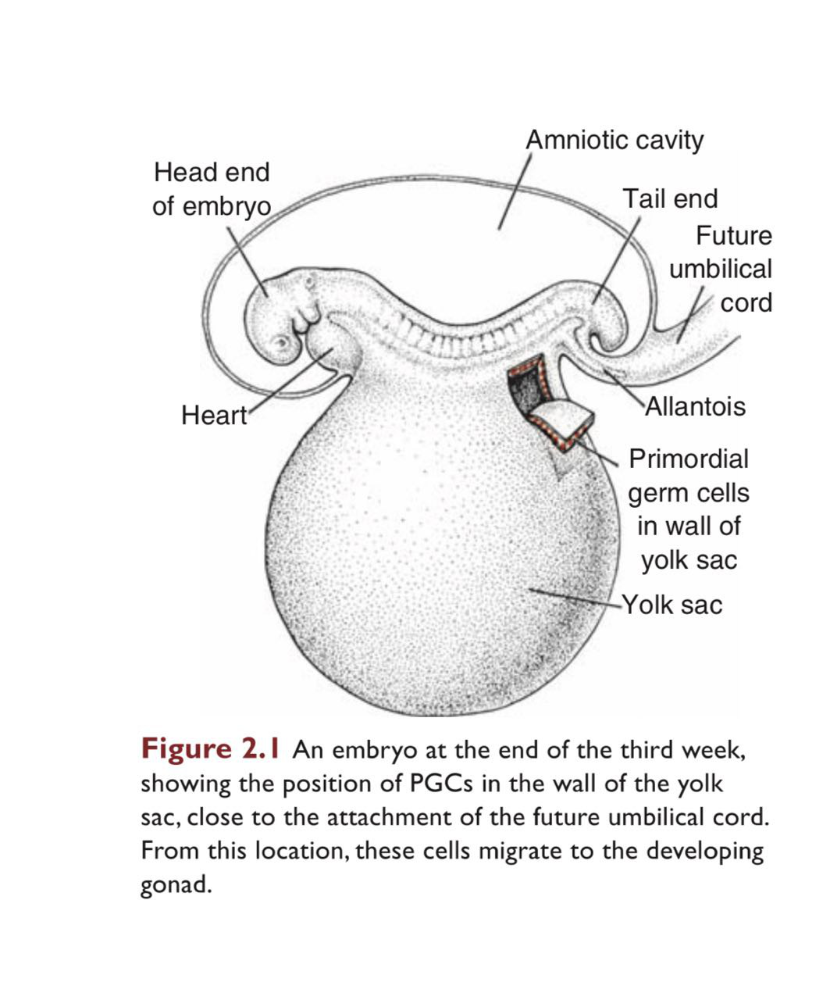 Amniotic cavity
Head end
of embryo
Tail end
Future
umbilical
cord
Heart
Allantois
Primordial
germ cells
in wall of
yolk sac
Yolk sac
Figure 2.1 An embryo at the end of the third week,
showing the position of PGCs in the wall of the yolk
sac, close to the attachment of the future umbilical cord.
From this location, these cells migrate to the developing
gonad.